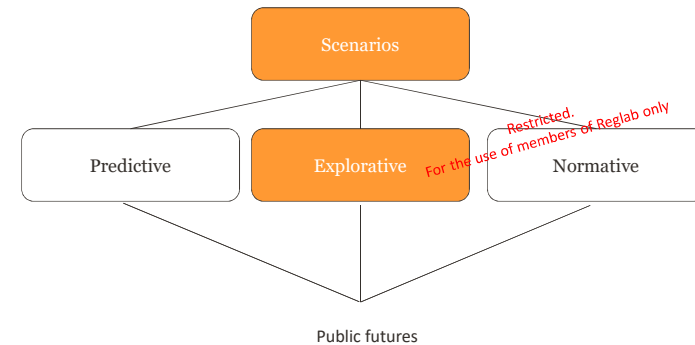 Scenarios
Restricted.
For the use of members of Reglab only
Predictive
Explorative
Normative
Public futures